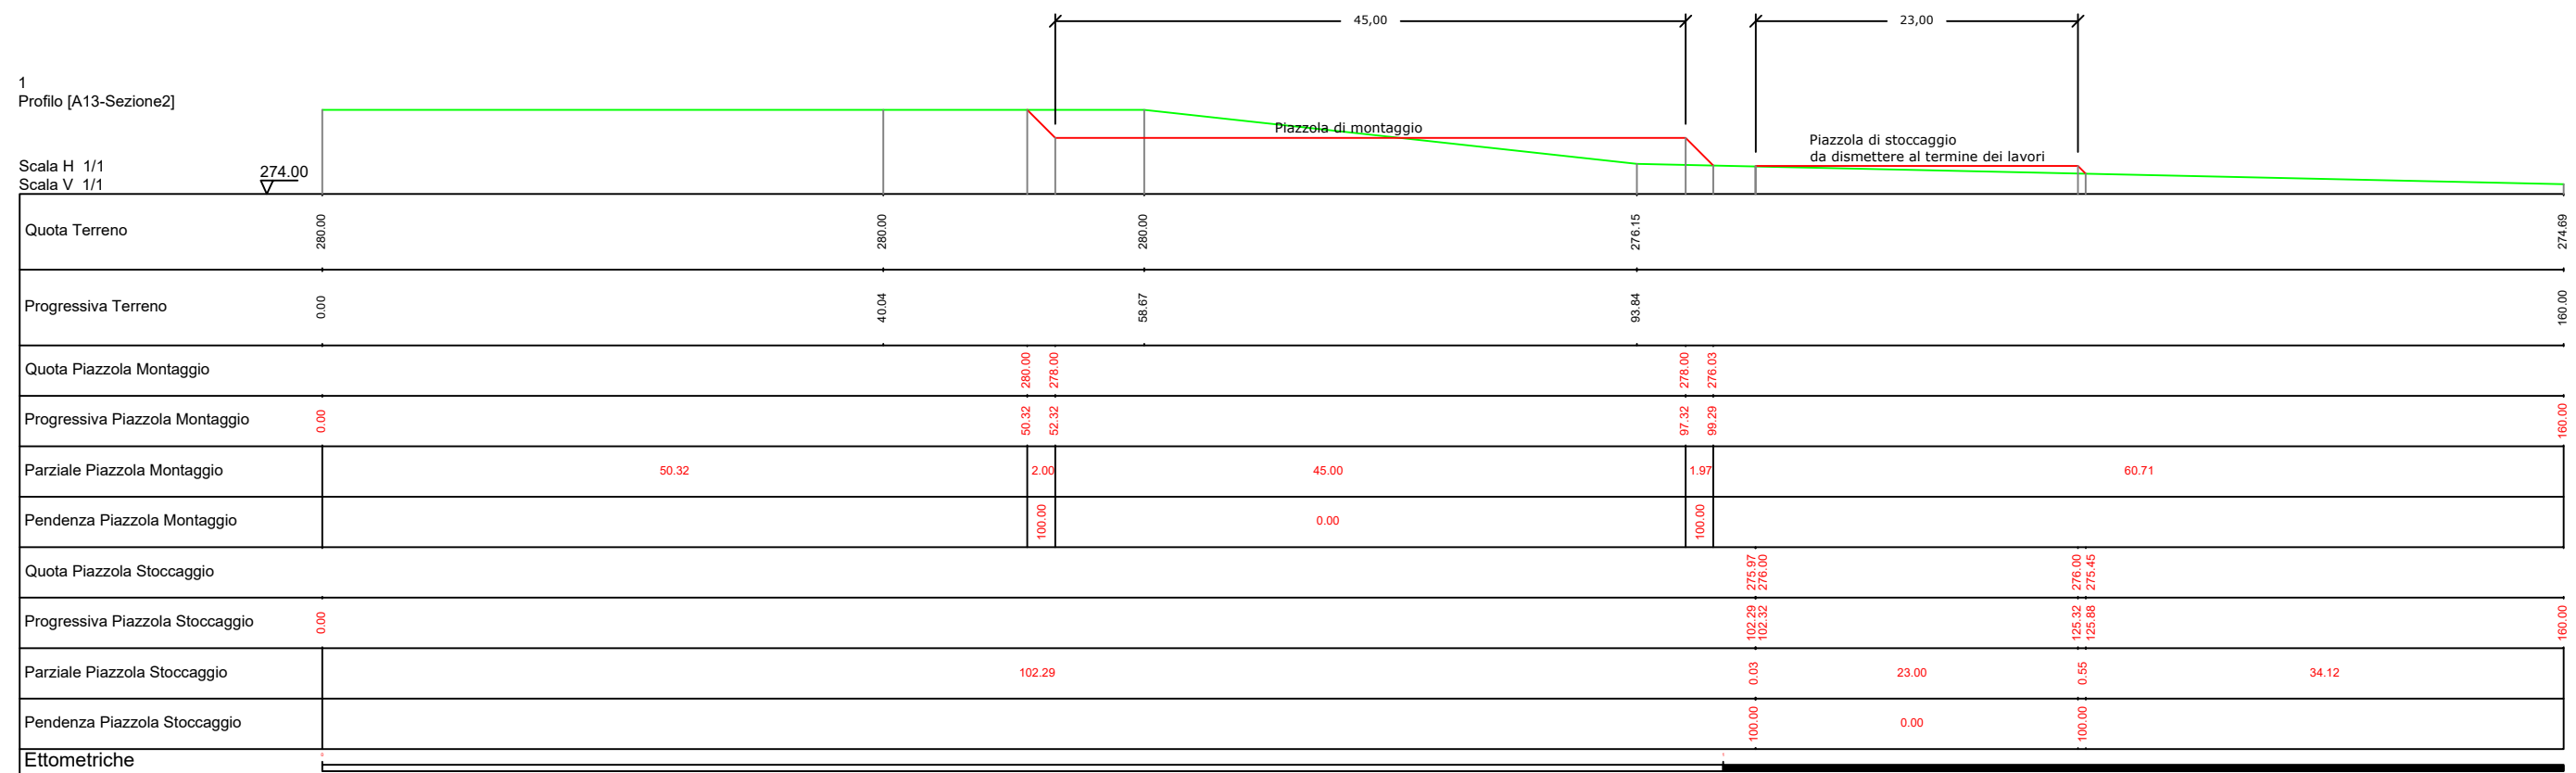 45,00 23,00
1
Profilo [A13-Sezione2]
Piazzola di montaggio
Piazzola di stoccaggio
da dismettere al termine dei lavori
Scala H 1/1
Scala V 1/1
274.00
Quota Terreno 280.00 280.00 280.00 276.15 274.69
Progressiva Terreno 0.00 40.04 58.67 93.84 160.00
Quota Piazzola Montaggio 280.00 278.00 278.00 276.03
Progressiva Piazzola Montaggio 0.00 50.32 52.32 97.32 99.29 160.00
Parziale Piazzola Montaggio 50.32 2.00 45.00 1.97 60.71
Pendenza Piazzola Montaggio 100.00 0.00 100.00
Quota Piazzola Stoccaggio 275.97 276.00 276.00 275.45
Progressiva Piazzola Stoccaggio 0.00 102.29 102.32 125.32 125.88 160.00
Parziale Piazzola Stoccaggio 102.29 0.03 23.00 0.55 34.12
Pendenza Piazzola Stoccaggio 100.00 0.00 100.00
Ettometriche